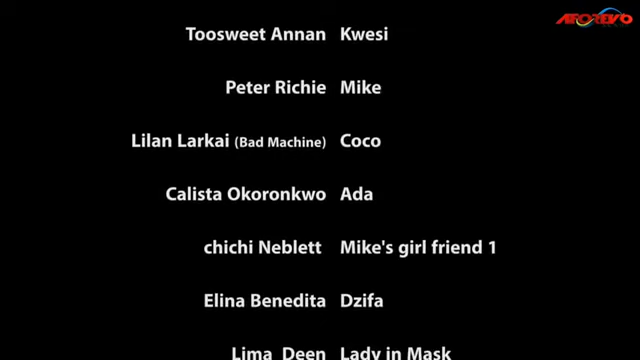 AFOREVO
Toosweet Annan Kwesi
Peter Richie Mike
Lilan Larkai (Bad Machine) Coco
Calista Okoronkwo Ada
chichi Neblett Mike's girl friend 1
Elina Benedita Dzifa
Lima Deen Lady in Mask